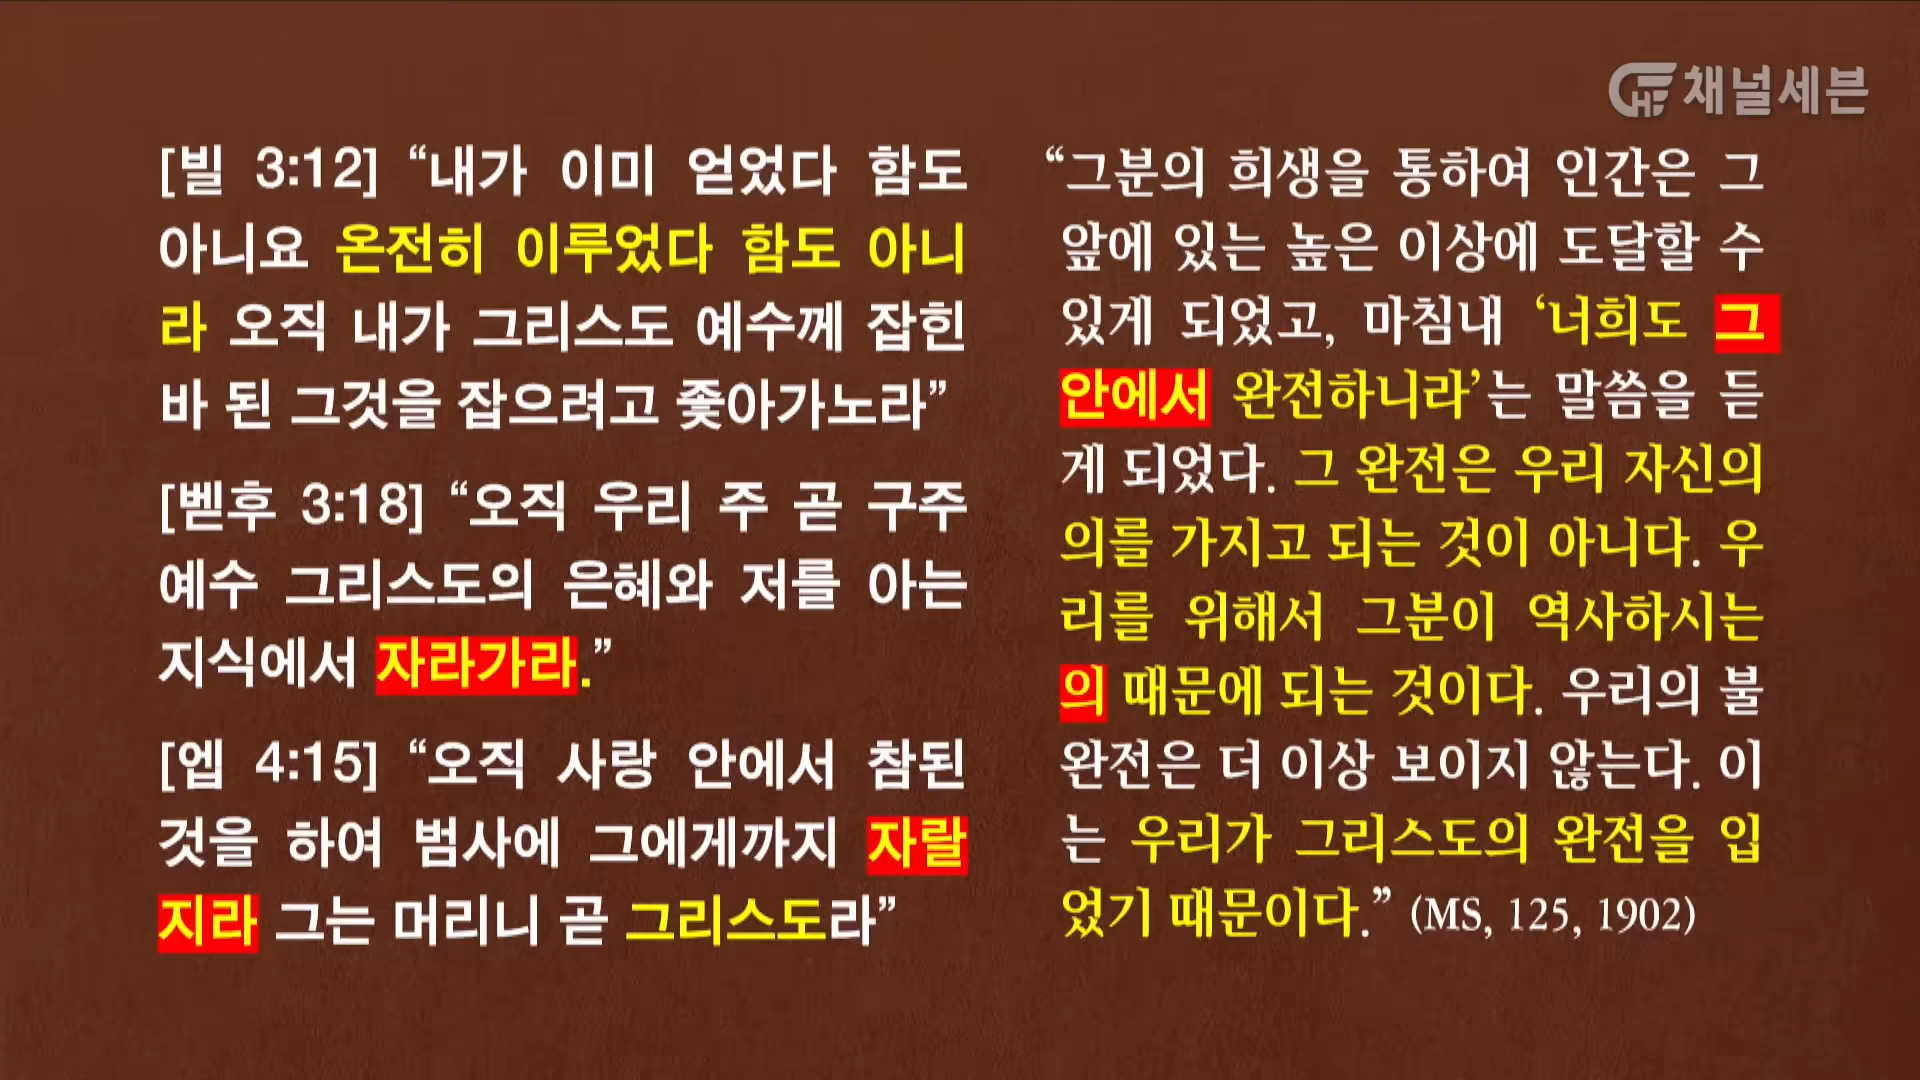 채널세븐
[빌 3:12] “내가 이미 얻었다 함도
아니요 온전히 이루었다 함도 아니
라 오직 내가 그리스도 예수께 잡힌
바 된 그것을 잡으려고 좇아가노라”
[벧후 3:18] “오직 우리 주 곧 구주
예수 그리스도의 은혜와 저를 아는
지식에서 자라가라.”
[엡 4:15] “오직 사랑 안에서 참된
것을 하여 범사에 그에게까지 자랄
지라 그는 머리니 곧 그리스도라”
“그분의 희생을 통하여 인간은 그
앞에 있는 높은 이상에 도달할 수
있게 되었고, 마침내 ‘너희도 그
안에서 완전하니라’는 말씀을 듣
게 되었다. 그 완전은 우리 자신의
의를 가지고 되는 것이 아니다. 우
리를 위해서 그분이 역사하시는
의 때문에 되는 것이다. 우리의 불
완전은 더 이상 보이지 않는다. 이
는 우리가 그리스도의 완전을 입
었기 때문이다.” (MS, 125, 1902)